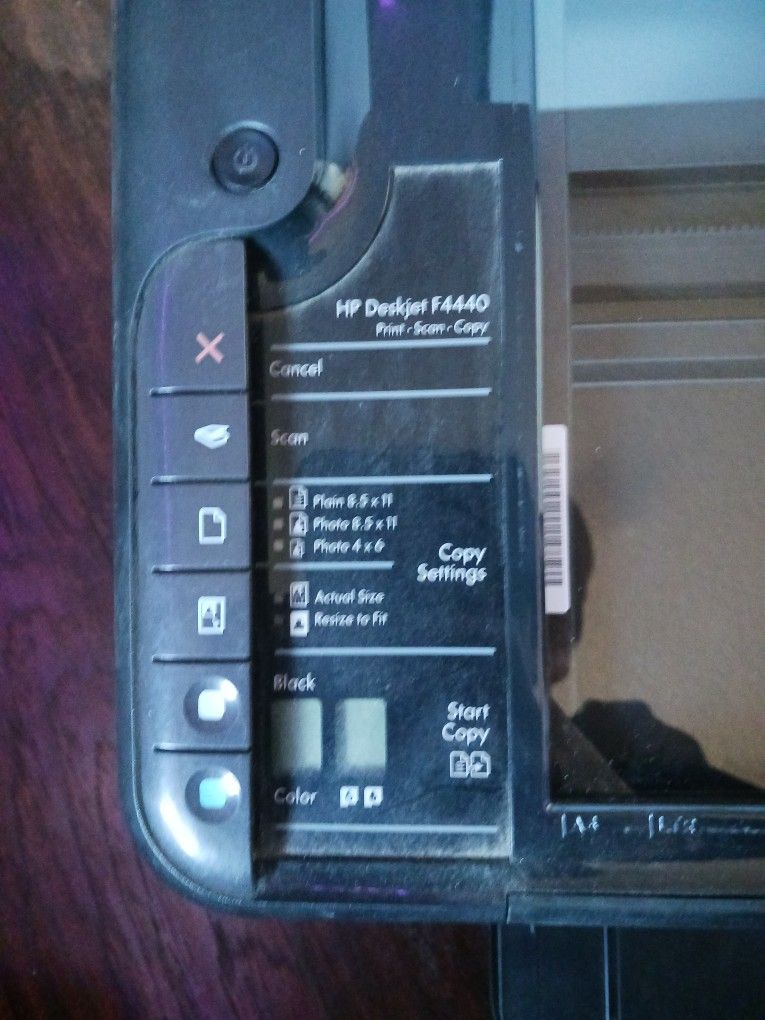 HP Deskjet F4440
Print · Scan · Copy
Cancel
Scan
Plain 8.5 x 11
Photo 8.5 x 11
Photo 4 x 6
Copy
Settings
Actual Size
Resize to Fit
Black
Start
Copy
Color
A4